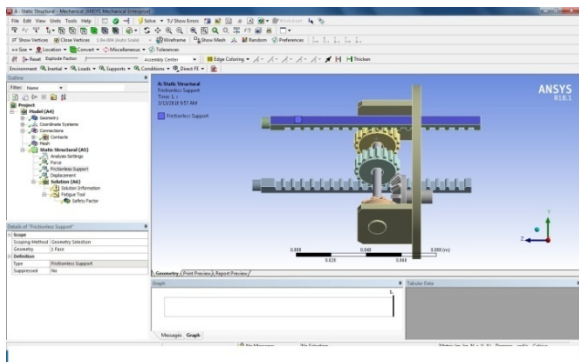 A : Static Structural - Mechanical [ANSYS Mechanical Enterprise]
File Edit View Units Tools Help Solve Show Errors
Show Vertices Close Vertices Wireframe Show Mesh Random Preferences
Size Location Convert Miscellaneous Tolerances
Reset Explode Factor: Assembly Center Edge Coloring Thicken
Environment Inertial Loads Supports Conditions Direct FE
Outline
Filter: Name
Project
Model (A4)
Geometry
Coordinate Systems
Connections
Contacts
Mesh
Static Structural (A5)
Analysis Settings
Force
Frictionless Support
Displacement
Solution (A6)
Solution Information
Fatigue Tool
Safety Factor
Details of "Frictionless Support"
Scope
Scoping Method Geometry Selection
Geometry 1 Face
Definition
Type Frictionless Support
Suppressed No
A: Static Structural
Frictionless Support
Time: 1. s
Frictionless Support
ANSYS
R18.1
0.000 0.040 0.080 (m)
0.020 0.060
Y
Z
Geometry Print Preview Report Preview
Graph
1.
Messages Graph
Tabular Data